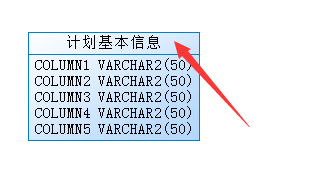 计划基本信息
COLUMN1 VARCHAR2(50)
COLUMN2 VARCHAR2(50)
COLUMN3 VARCHAR2(50)
COLUMN4 VARCHAR2(50)
COLUMN5 VARCHAR2(50)